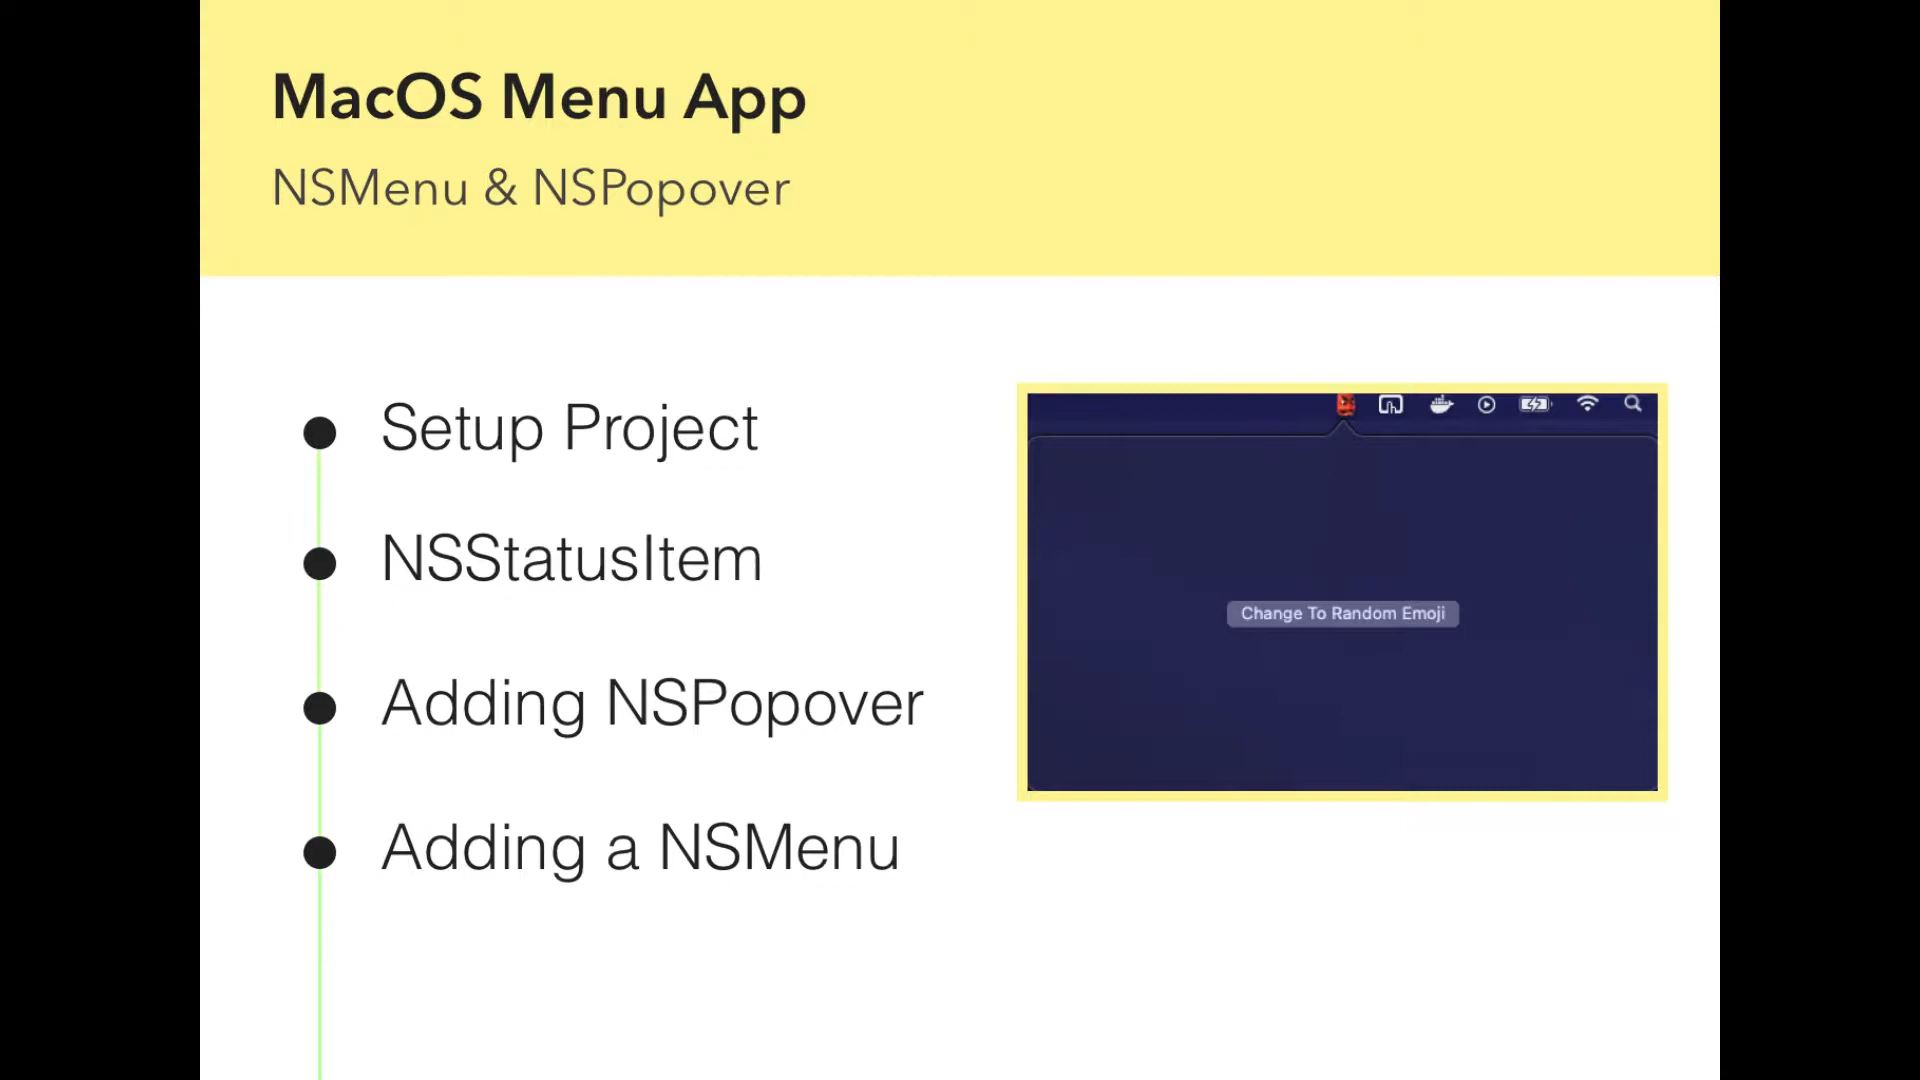 MacOS Menu App
NSMenu & NSPopover
Setup Project
NSStatusItem
Adding NSPopover
Adding a NSMenu
Change To Random Emoji